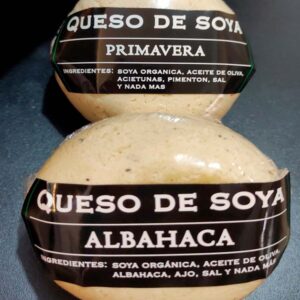 QUESO DE SOYA
PRIMAVERA
INGREDIENTES: SOYA ORGANICA, ACEITE DE OLIVA,
ACIETUNAS, PIMENTON, SAL
Y NADA MAS
QUESO DE SOYA
ALBAHACA
INGREDIENTES: SOYA ORGÁNICA, ACEITE DE OLIVA,
ALBAHACA, AJO, SAL Y NADA MÁS